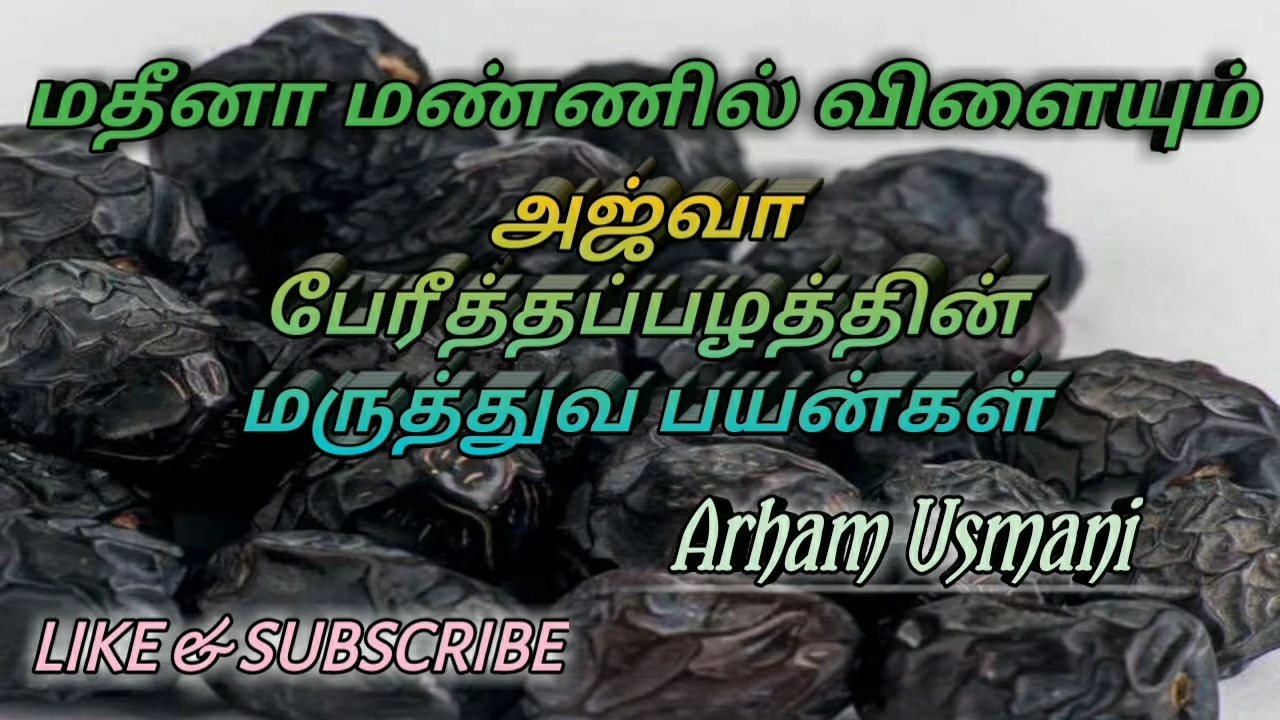 மதீனா மண்ணில் விளையும்
அஜ்வா
பேரீத்தப்பழத்தின்
மருத்துவ பயன்கள்
Arham Usmani
LIKE & SUBSCRIBE